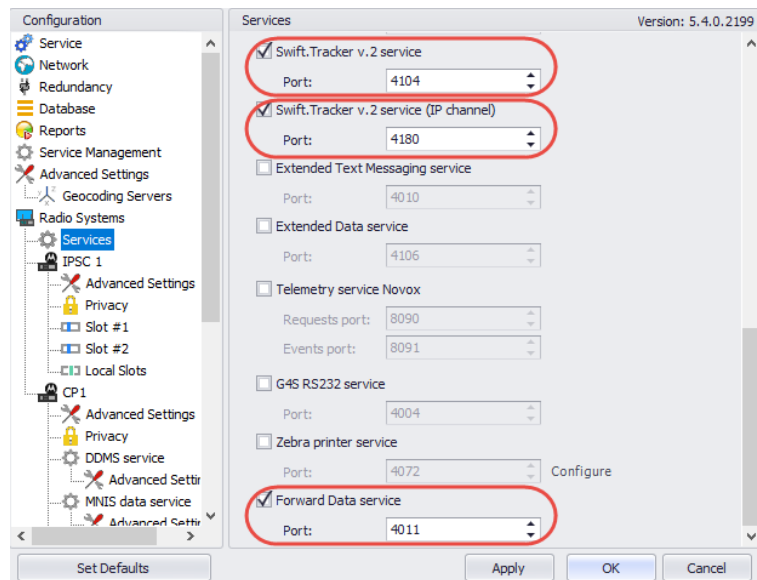 Configuration
Service
Network
Redundancy
Database
Reports
Service Management
Advanced Settings
Geocoding Servers
Radio Systems
Services
IPSC 1
Advanced Settings
Privacy
Slot #1
Slot #2
Local Slots
CP1
Advanced Settings
Privacy
DDMS service
Advanced Settir
MNIS data service
Advanced Settir
Set Defaults
Services
Version: 5.4.0.2199
Swift.Tracker v.2 service
Port: 4104
Swift.Tracker v.2 service (IP channel)
Port: 4180
Extended Text Messaging service
Port: 4010
Extended Data service
Port: 4106
Telemetry service Novox
Requests port: 8090
Events port: 8091
G4S RS232 service
Port: 4004
Zebra printer service
Port: 4072 Configure
Forward Data service
Port: 4011
Apply OK Cancel